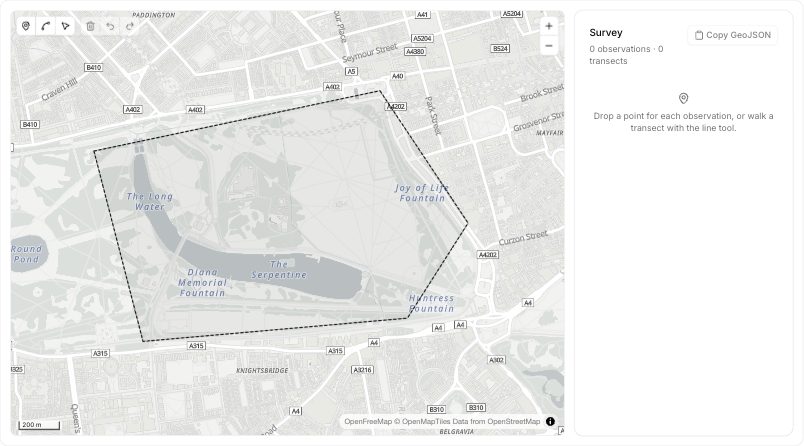 PADDINGTON
our Place
A41
A5204
A5204
Seymour Street
A4380
B524
A5
A40
B410
Craven Hill
A402
A402
A402
A4202
Park Street
Brook Street
Grosvenor Street
MAYFAIR
B410
The Long
Water
Joy of Life
Fountain
Round
Pond
Curzon Street
A4202
Diana
Memorial
Fountain
The
Serpentine
Huntress
Fountain
A4
A4
A4
A315
A315
A315
A4
A302
KNIGHTSBRIDGE
A3216
B325
Queen's
A4
B310
B310
BELGRAVIA
200 m
OpenFreeMap © OpenMapTiles Data from OpenStreetMap
Survey
Copy GeoJSON
0 observations · 0
transects
Drop a point for each observation, or walk a
transect with the line tool.